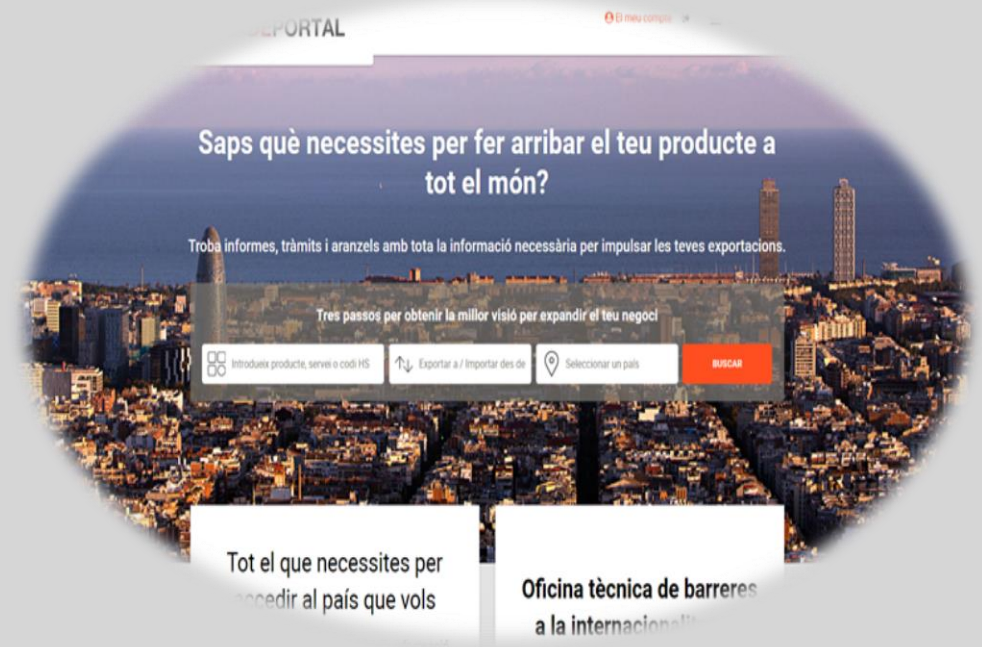 PORTAL
El meu compte
Saps què necessites per fer arribar el teu producte a
tot el món?
Troba informes, tràmits i aranzels amb tota la informació necessària per impulsar les teves exportacions.
Tres passos per obtenir la millor visió per expandir el teu negoci
Introdueix producte, servei o codi HS
Exportar a / Importar des de
Seleccionar un país
BUSCAR
Tot el que necessites per
accedir al país que vols
Oficina tècnica de barreres
a la